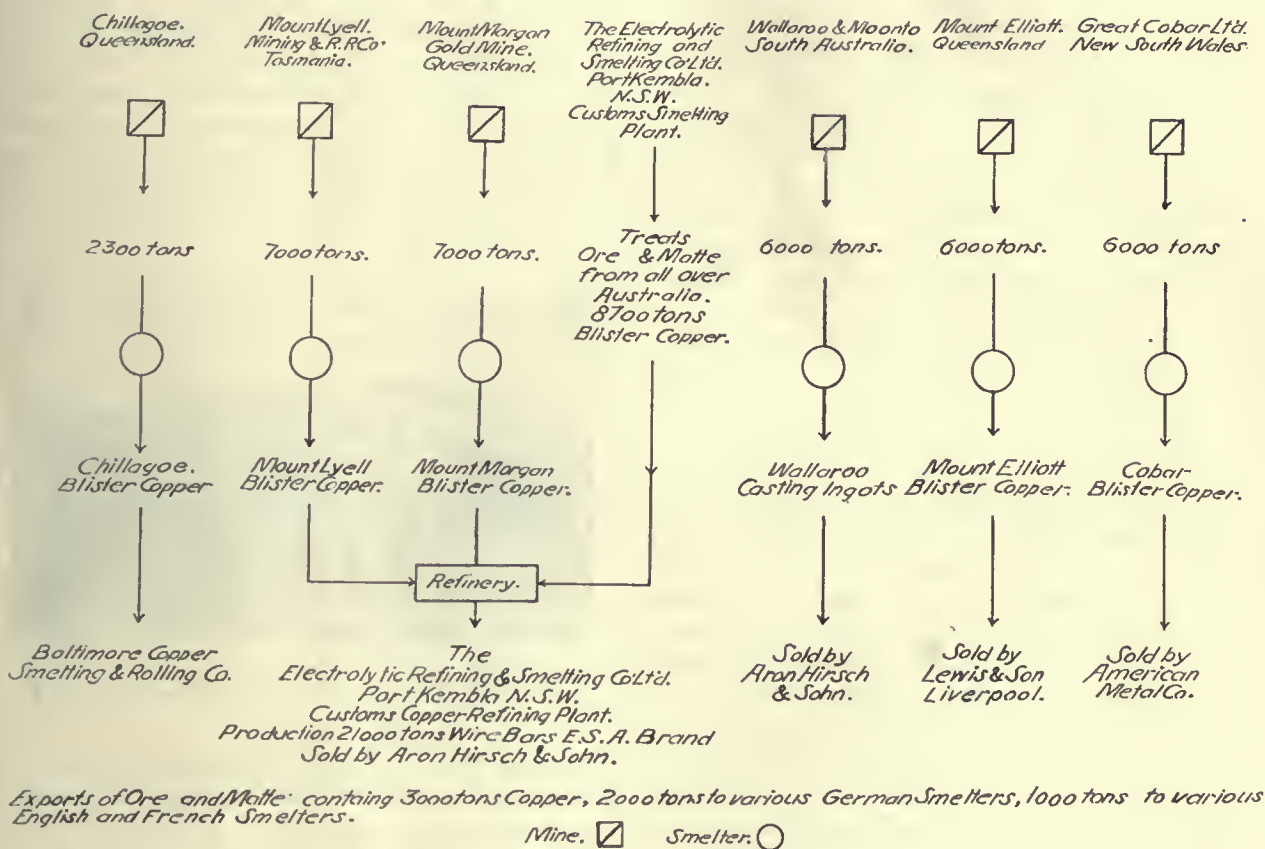 Chillagoe.
Queensland.
Mount Lyell.
Mining & R.R Co.
Tasmania.
Mount Morgan
Gold Mine.
Queensland.
The Electrolytic
Refining and
Smelting Co Ltd.
Port Kembla.
N.S.W.
Customs Smelting
Plant.
Wallaroo & Moonto
South Australia.
Mount Elliott.
Queensland
Great Cobar Ltd.
New South Wales.
2300 tons
7000 tons.
7000 tons.
Treats
Ore & Matte
from all over
Australia.
8700 tons
Blister Copper.
6000 tons.
6000 tons.
6000 tons
Chillagoe.
Blister Copper
Mount Lyell
Blister Copper.
Mount Morgan
Blister Copper.
Wallaroo
Casting Ingots
Mount Elliott
Blister Copper.
Cobar
Blister Copper.
Refinery.
Baltimore Copper
Smelting & Rolling Co.
The
Electrolytic Refining & Smelting Co Ltd.
Port Kembla N.S.W.
Customs Copper Refining Plant.
Production 21000 tons Wire Bars E.S.A. Brand
Sold by Aron Hirsch & Sohn.
Sold by
Aron Hirsch
& Sohn.
Sold by
Lewis & Son
Liverpool.
Sold by
American
Metal Co.
Exports of Ore and Matte containg 3000 tons Copper, 2000 tons to various German Smelters, 1000 tons to various
English and French Smelters.
Mine. Smelter.